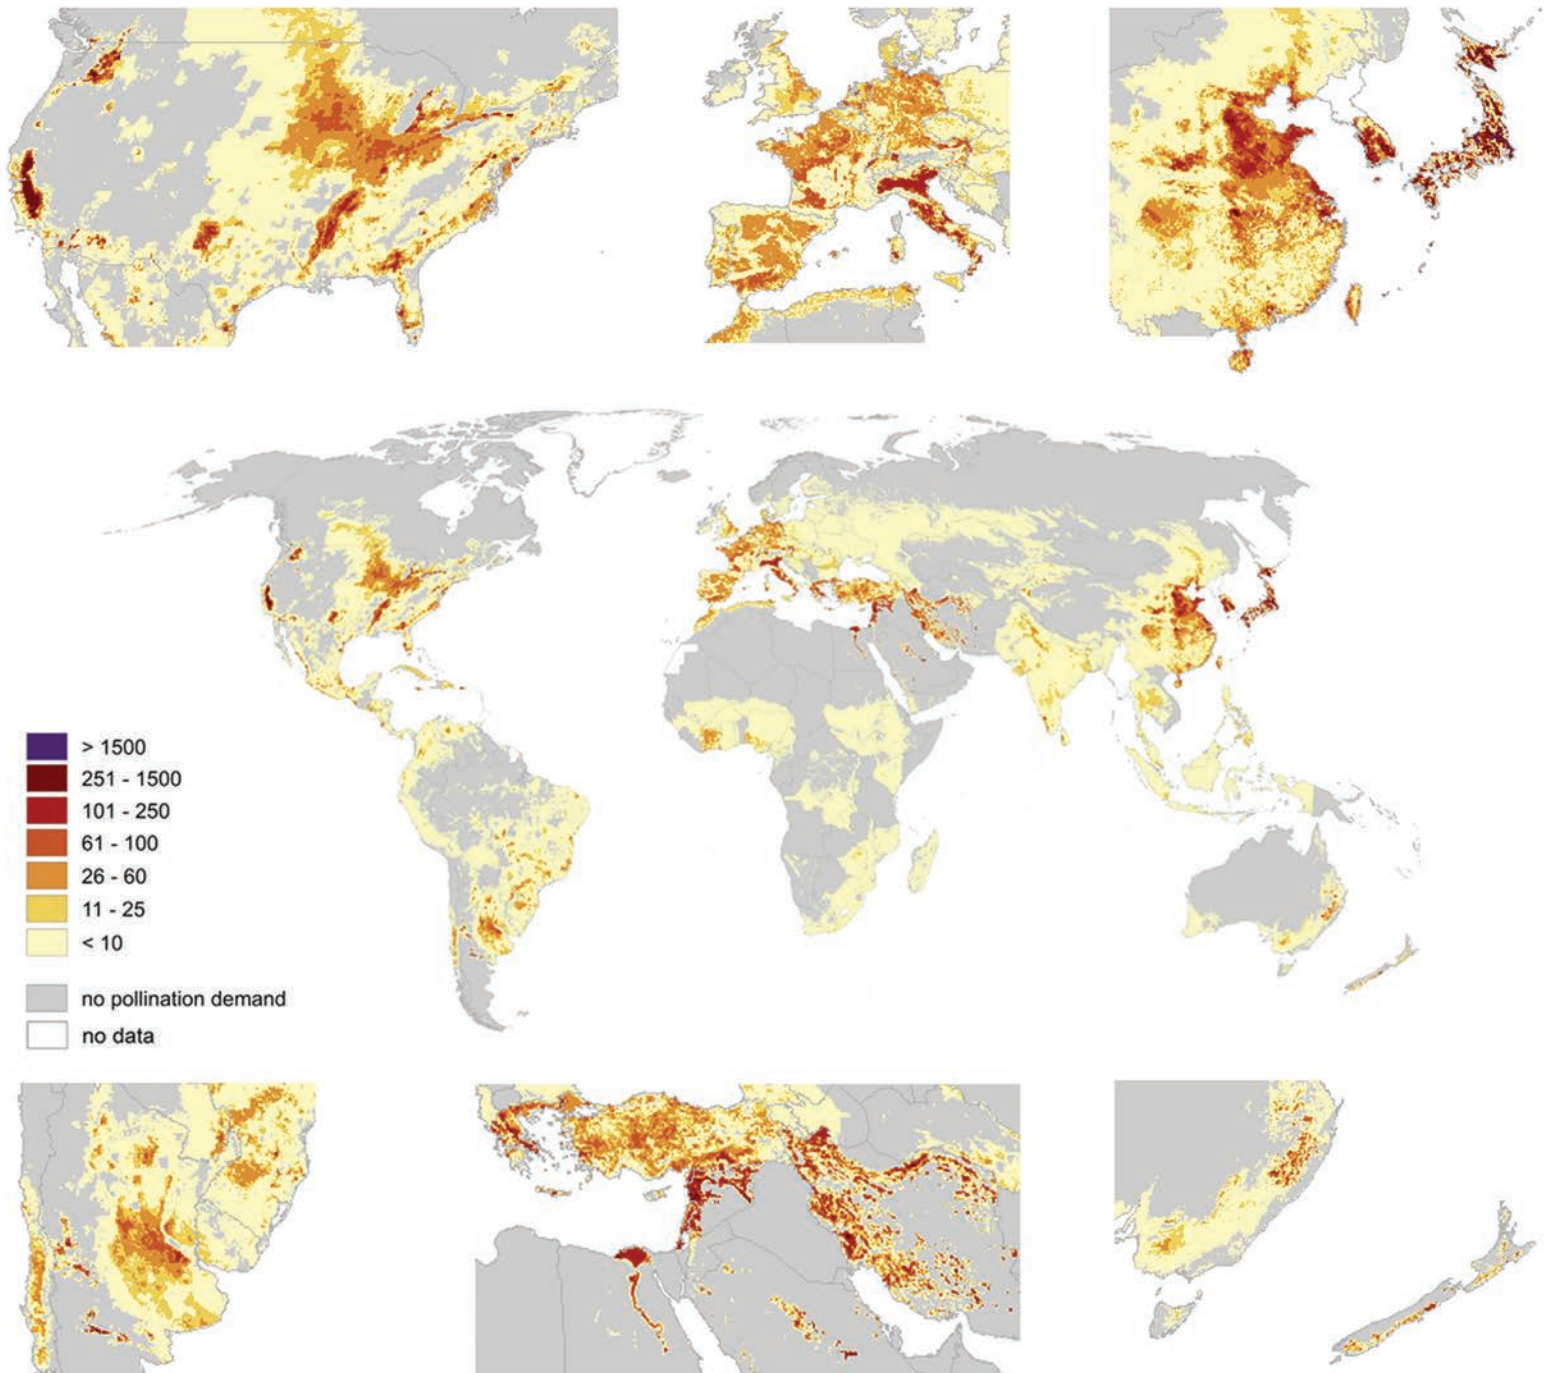 > 1500
251 - 1500
101 - 250
61 - 100
26 - 60
11 - 25
< 10
no pollination demand
no data